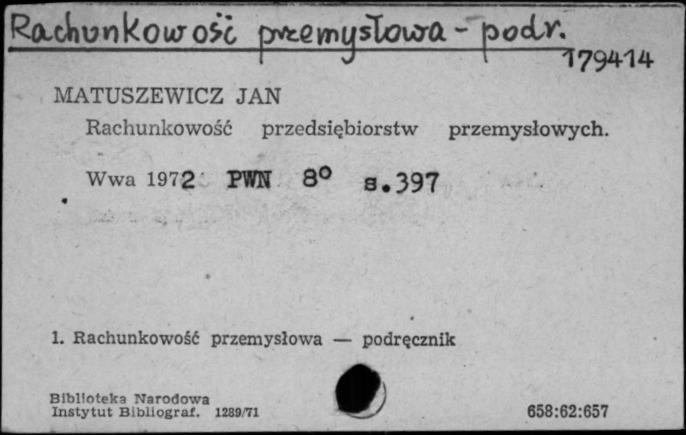 Rachunkowość przemysłowa - podr.
179414
MATUSZEWICZ JAN
Rachunkowość przedsiębiorstw przemysłowych.
Wwa 1972 PWN 8° s.397
1. Rachunkowość przemysłowa — podręcznik
Biblioteka Narodowa
Instytut Bibliograf. 1289/71
658:62:657